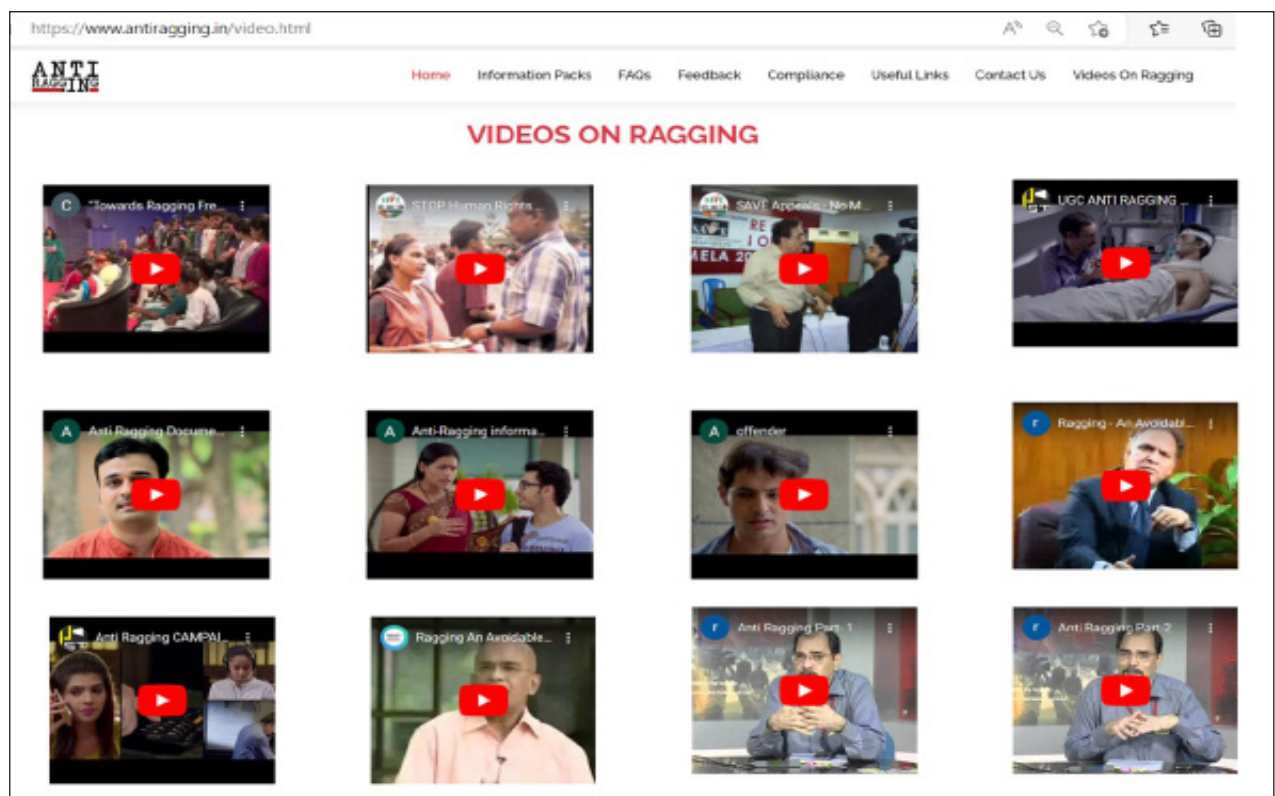 https://www.antiragging.in/video.html
ANTI
RAGGING
Home Information Packs FAQs Feedback Compliance Useful Links Contact Us Videos On Ragging
VIDEOS ON RAGGING
C "Towards Ragging Fre...
STOP Human Rights...
SAVE Appeals - No M...
UGC ANTI RAGGING ...
RE
MELA 20
A Anti Ragging Docume...
A Anti-Ragging informa...
A offender
F Ragging - An Avoidabl...
Anti Ragging CAMPAI...
Ragging An Avoidable...
F Anti Ragging Part- 1
F Anti Ragging Part-2